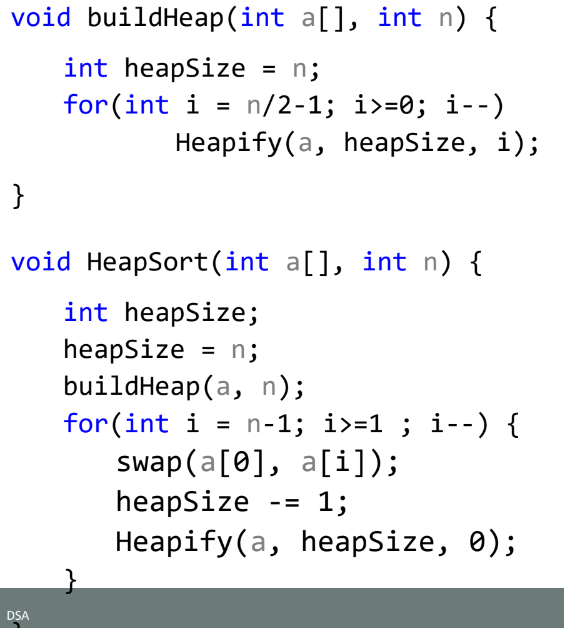 void buildHeap(int a[], int n) {
int heapSize = n;
for(int i = n/2-1; i>=0; i--)
Heapify(a, heapSize, i);
}
void HeapSort(int a[], int n) {
int heapSize;
heapSize = n;
buildHeap(a, n);
for(int i = n-1; i>=1 ; i--) {
swap(a[0], a[i]);
heapSize -= 1;
Heapify(a, heapSize, 0);
}
DSA